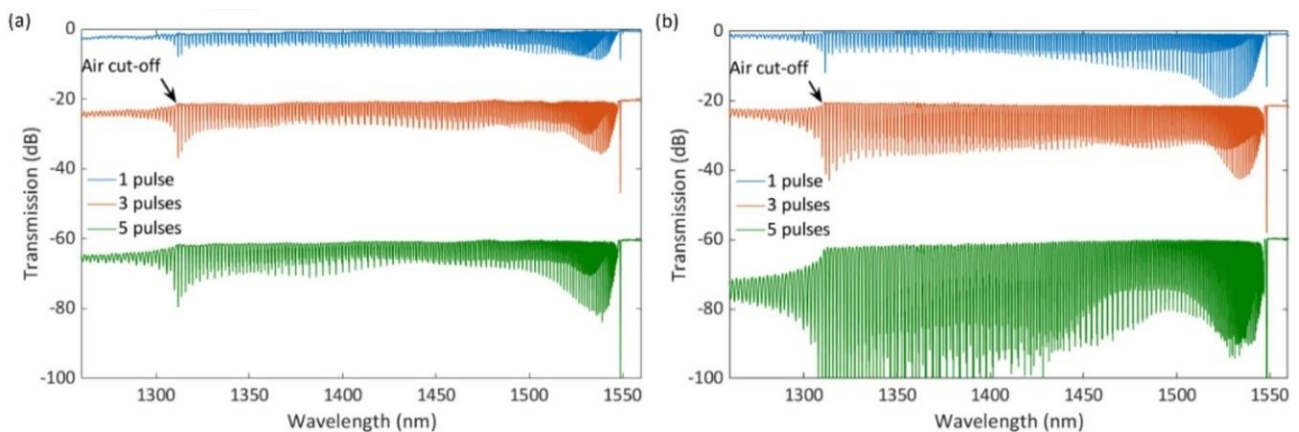 (a)
0
-20
-40
-60
-80
-100
Transmission (dB)
Air cut-off
1 pulse
3 pulses
5 pulses
1300
1350
1400
1450
1500
1550
Wavelength (nm)
(b)
0
-20
-40
-60
-80
-100
Transmission (dB)
Air cut-off
1 pulse
3 pulses
5 pulses
1300
1350
1400
1450
1500
1550
Wavelength (nm)